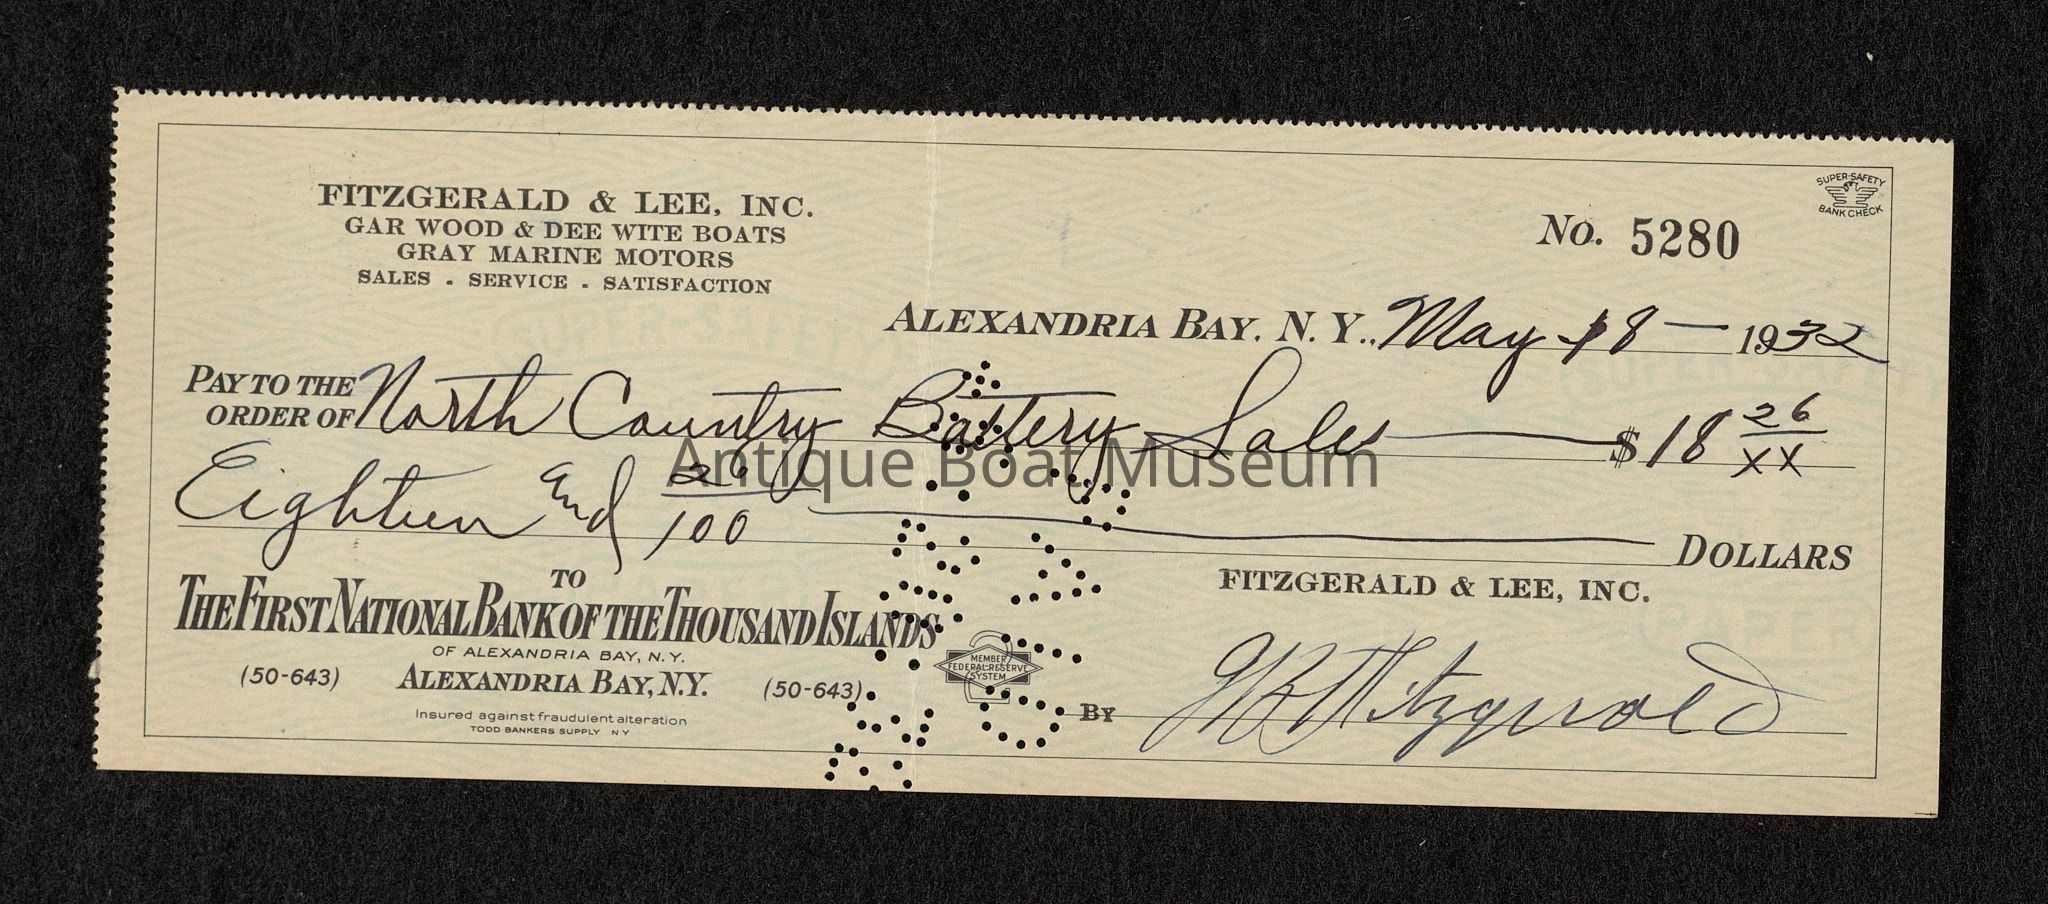 FITZGERALD & LEE, INC.
GAR WOOD & DEE WITE BOATS
GRAY MARINE MOTORS
SALES . SERVICE . SATISFACTION
SUPER-SAFETY
BANK CHECK
No. 5280
ALEXANDRIA BAY, N. Y., May 18 — 1932
PAY TO THE
ORDER OF North Country Battery Sales $ 18 26/XX
Eighteen and 26/100 DOLLARS
Antique Boat Museum
TO
THE FIRST NATIONAL BANK OF THE THOUSAND ISLANDS
OF ALEXANDRIA BAY, N.Y.
(50-643) ALEXANDRIA BAY, N.Y. (50-643)
Insured against fraudulent alteration
TODD BANKERS SUPPLY NY
MEMBER
FEDERAL RESERVE
SYSTEM
FITZGERALD & LEE, INC.
BY Fitzgerald